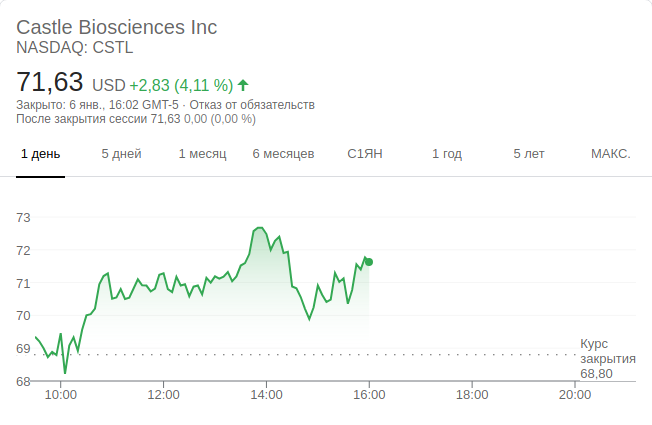 Castle Biosciences Inc
NASDAQ: CSTL
71,63 USD +2,83 (4,11 %)
Закрыто: 6 янв., 16:02 GMT-5 · Отказ от обязательств
После закрытия сессии 71,63 0,00 (0,00 %)
1 день 5 дней 1 месяц 6 месяцев С1ЯН 1 год 5 лет МАКС.
73
72
71
70
69
68
Курс
закрытия
68,80
10:00 12:00 14:00 16:00 18:00 20:00